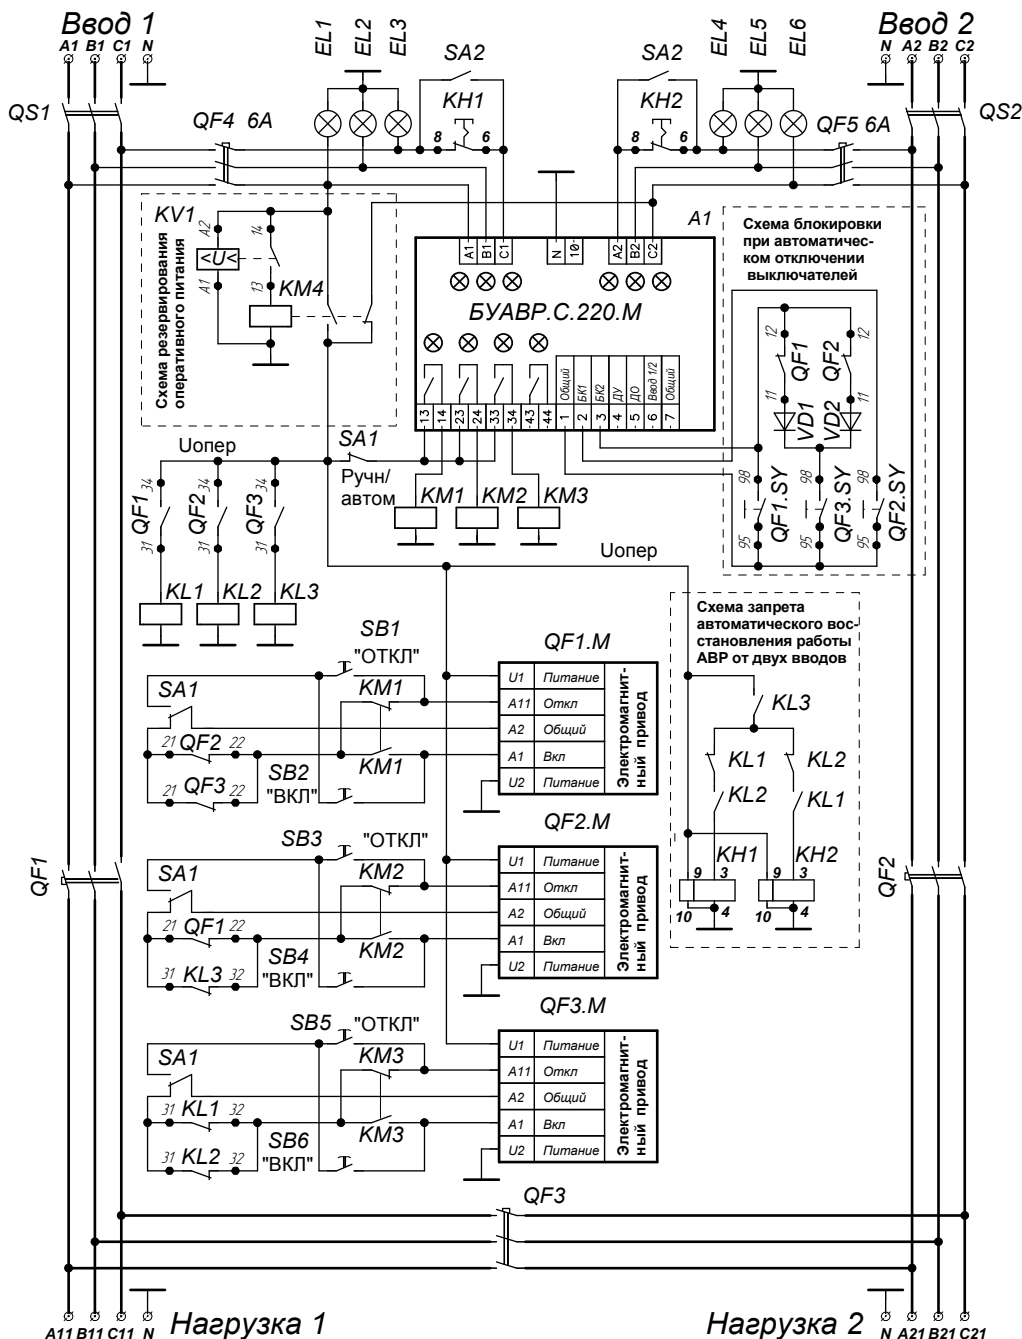 Ввод 1
Ввод 2
A1 B1 C1 N
N A2 B2 C2
EL1
EL2
EL3
EL4
EL5
EL6
SA2
SA2
KH1
KH2
QS1
QS2
QF4 6A
QF5 6A
8 6
8 6
KV1
A2
<U<
A1
14
13
KM4
Схема резервирования
оперативного питания
A1
A1 B1 C1
N 10
A2 B2 C2
БУАВР.С.220.М
13 14 23 24 33 34 43 44
1 2 3 4 5 6 7
Общий
БК1
БК2
ДУ
ДО
Ввод 1/2
Общий
Схема блокировки
при автоматичес-
ком отключении
выключателей
12
QF1
11
VD1
12
QF2
11
VD2
98
QF1.SY
95
98
QF3.SY
95
98
QF2.SY
95
Uопер
SA1
Ручн/
автом
KM1
KM2
KM3
34
QF1
31
34
QF2
31
34
QF3
31
KL1
KL2
KL3
Uопер
Схема запрета
автоматического вос-
становления работы
АВР от двух вводов
KL3
KL1
KL2
KL2
KL1
KH1
KH2
9 3
10 4
9 3
10 4
SB1
"ОТКЛ"
QF1.M
SA1
KM1
21 QF2 22
KM1
21 QF3 22
SB2
"ВКЛ"
U1 Питание
A11 Откл
A2 Общий
A1 Вкл
U2 Питание
Электромагнит-
ный привод
QF2.M
SB3
"ОТКЛ"
SA1
KM2
21 QF1 22
KM2
31 KL3 32
SB4
"ВКЛ"
U1 Питание
A11 Откл
A2 Общий
A1 Вкл
U2 Питание
Электромагнит-
ный привод
QF1
QF2
QF3.M
SB5
"ОТКЛ"
SA1
KM3
31 KL1 32
KM3
31 KL2 32
SB6
"ВКЛ"
U1 Питание
A11 Откл
A2 Общий
A1 Вкл
U2 Питание
Электромагнит-
ный привод
QF3
A11 B11 C11 N
Нагрузка 1
Нагрузка 2
N A21 B21 C21